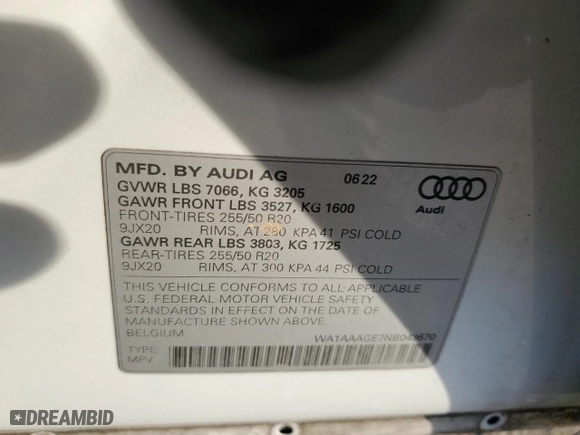 MFD. BY AUDI AG 06 22
GVWR LBS 7066, KG 3205
GAWR FRONT LBS 3527, KG 1600
FRONT-TIRES 255/50 R20
9JX20 RIMS, AT 280 KPA 41 PSI COLD
GAWR REAR LBS 3803, KG 1725
REAR-TIRES 255/50 R20
9JX20 RIMS, AT 300 KPA 44 PSI COLD
Audi
THIS VEHICLE CONFORMS TO ALL APPLICABLE
U.S. FEDERAL MOTOR VEHICLE SAFETY
STANDARDS IN EFFECT ON THE DATE OF
MANUFACTURE SHOWN ABOVE.
BELGIUM
WA1AAAGE7NB043670
TYPE:
MPV
DREAMBID